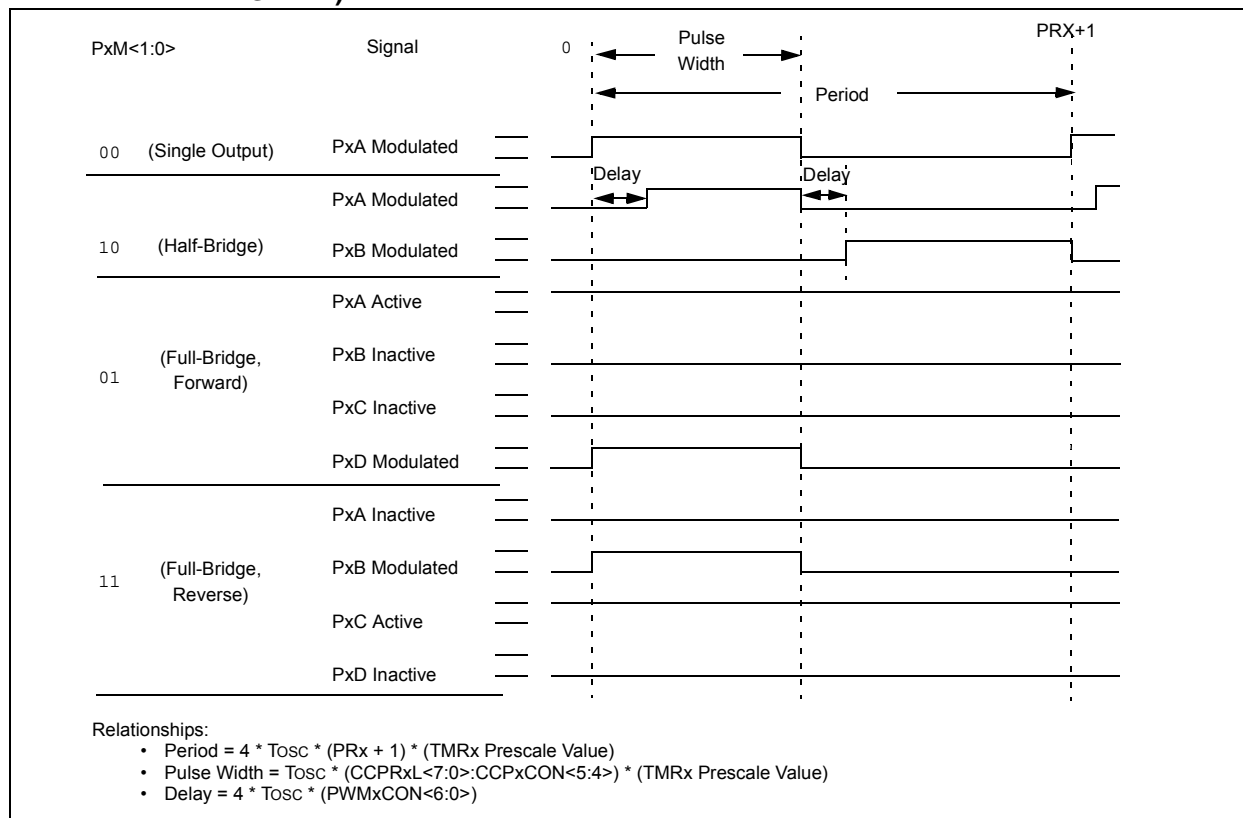 PxM<1:0>
Signal
0
Pulse
Width
PRX+1
Period
00
(Single Output)
PxA Modulated
Delay
Delay
PxA Modulated
10
(Half-Bridge)
PxB Modulated
PxA Active
01
(Full-Bridge,
Forward)
PxB Inactive
PxC Inactive
PxD Modulated
PxA Inactive
11
(Full-Bridge,
Reverse)
PxB Modulated
PxC Active
PxD Inactive
Relationships:
• Period = 4 * TOSC * (PRx + 1) * (TMRx Prescale Value)
• Pulse Width = TOSC * (CCPRxL<7:0>:CCPxCON<5:4>) * (TMRx Prescale Value)
• Delay = 4 * TOSC * (PWMxCON<6:0>)